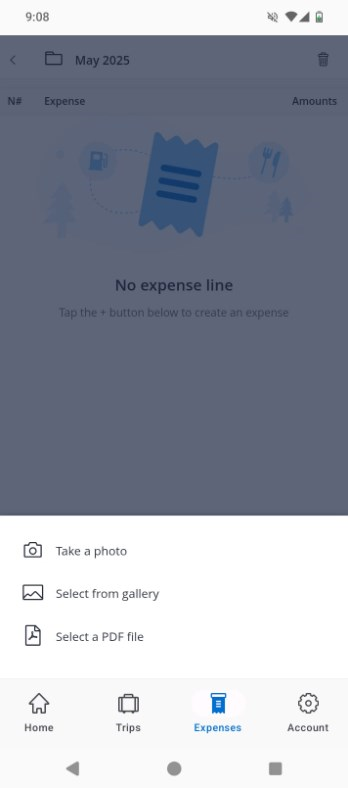 9:08
May 2025
N# Expense Amounts
No expense line
Tap the + button below to create an expense
Take a photo
Select from gallery
Select a PDF file
Home Trips Expenses Account